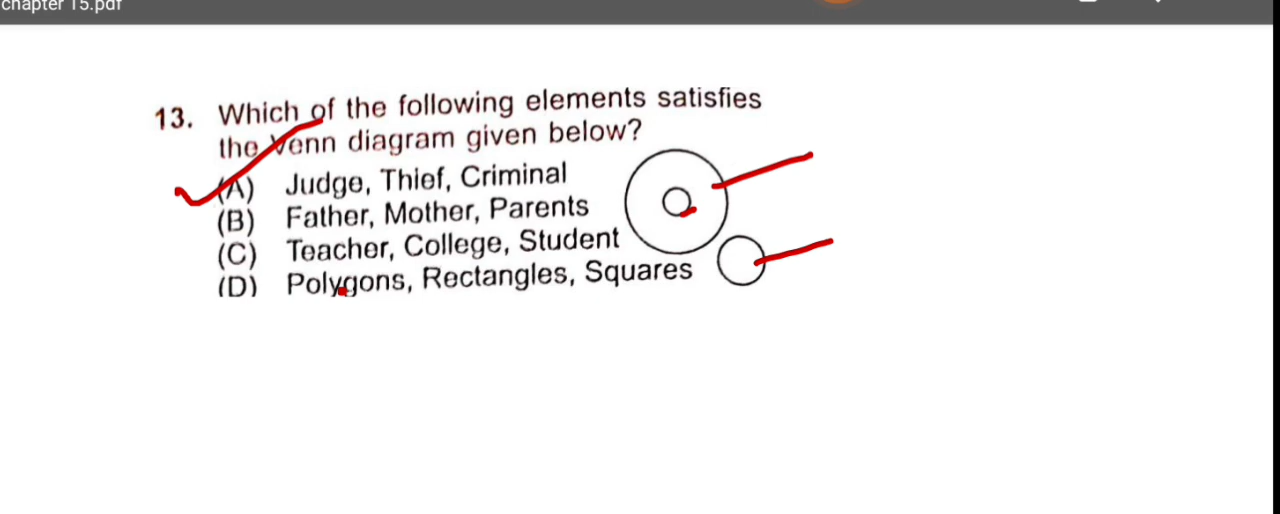 chapter 15.pdf
13. Which of the following elements satisfies
the Venn diagram given below?
(A) Judge, Thief, Criminal
(B) Father, Mother, Parents
(C) Teacher, College, Student
(D) Polygons, Rectangles, Squares